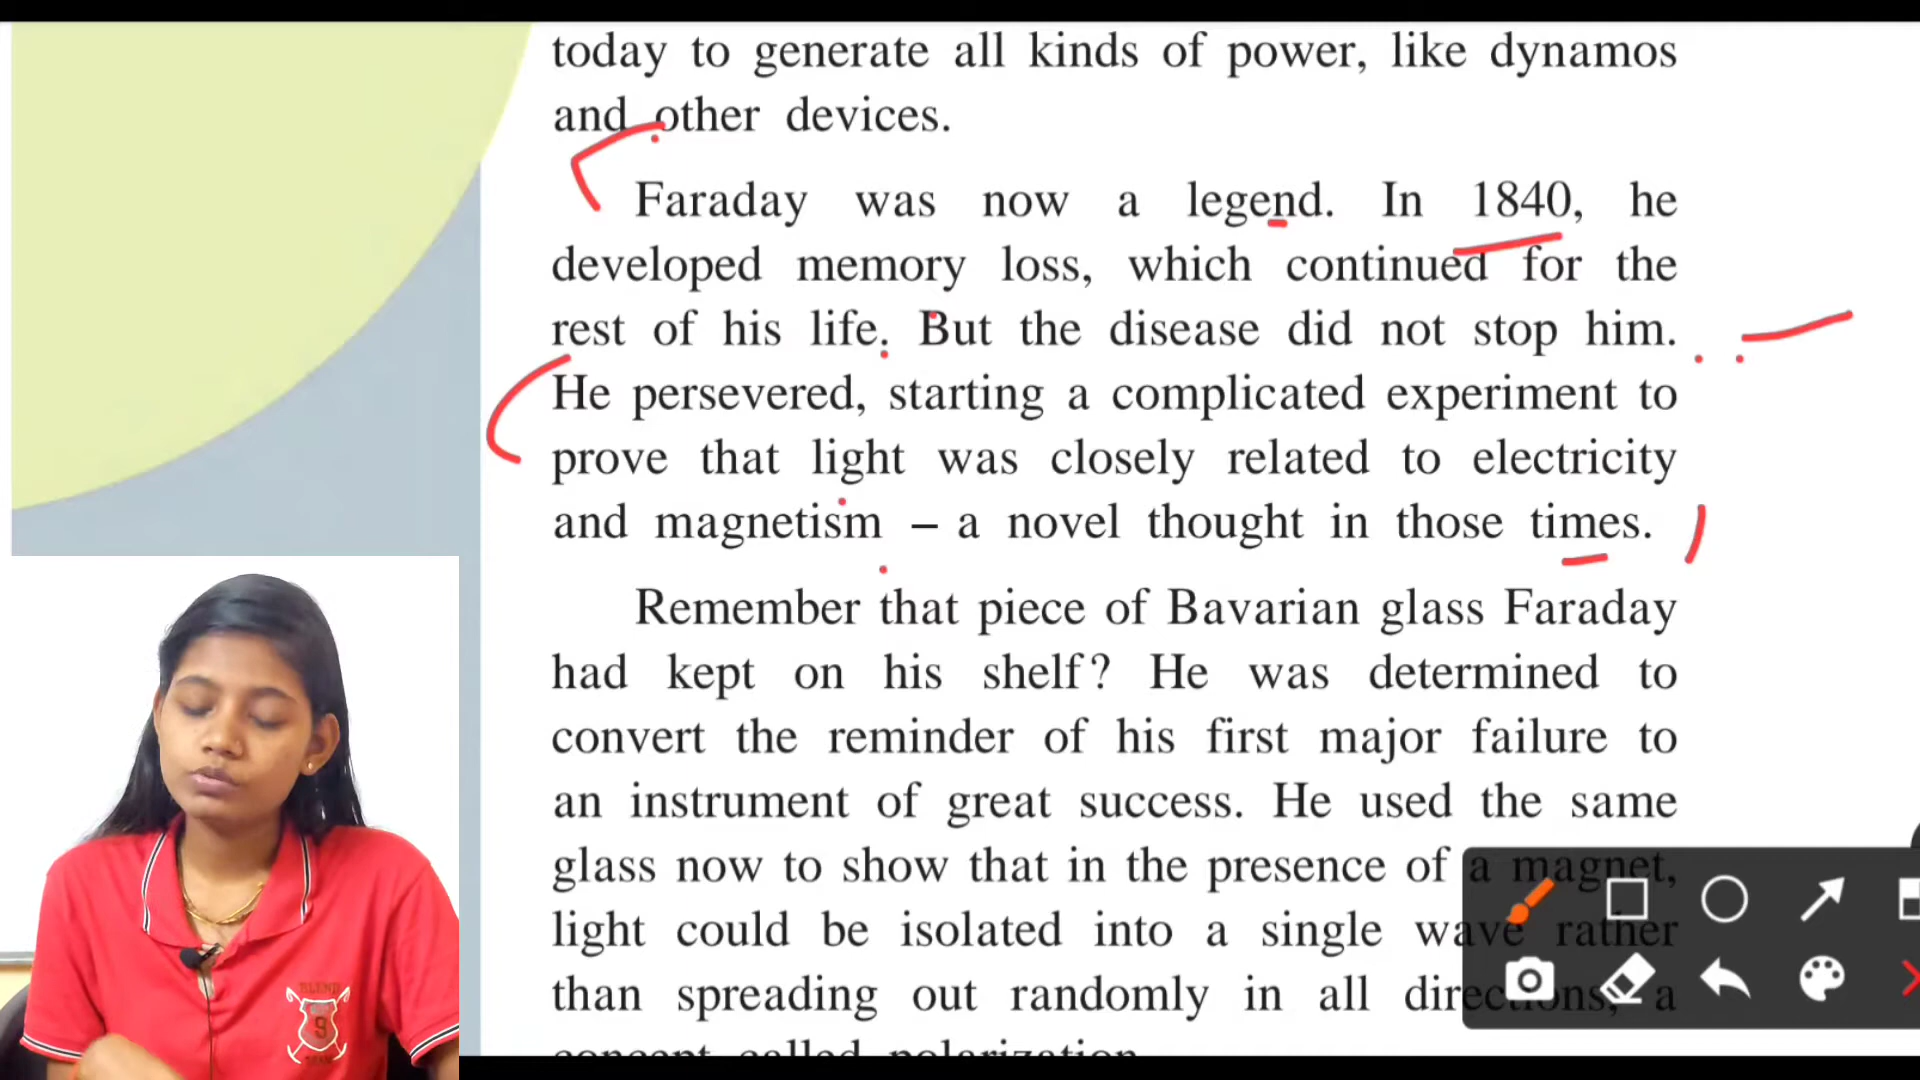 today to generate all kinds of power, like dynamos
and other devices.
Faraday was now a legend. In 1840, he
developed memory loss, which continued for the
rest of his life. But the disease did not stop him.
He persevered, starting a complicated experiment to
prove that light was closely related to electricity
and magnetism – a novel thought in those times.
Remember that piece of Bavarian glass Faraday
had kept on his shelf? He was determined to
convert the reminder of his first major failure to
an instrument of great success. He used the same
glass now to show that in the presence of a magnet,
light could be isolated into a single wave rather
than spreading out randomly in all directions, a
concept called polarization.
BLEND
9